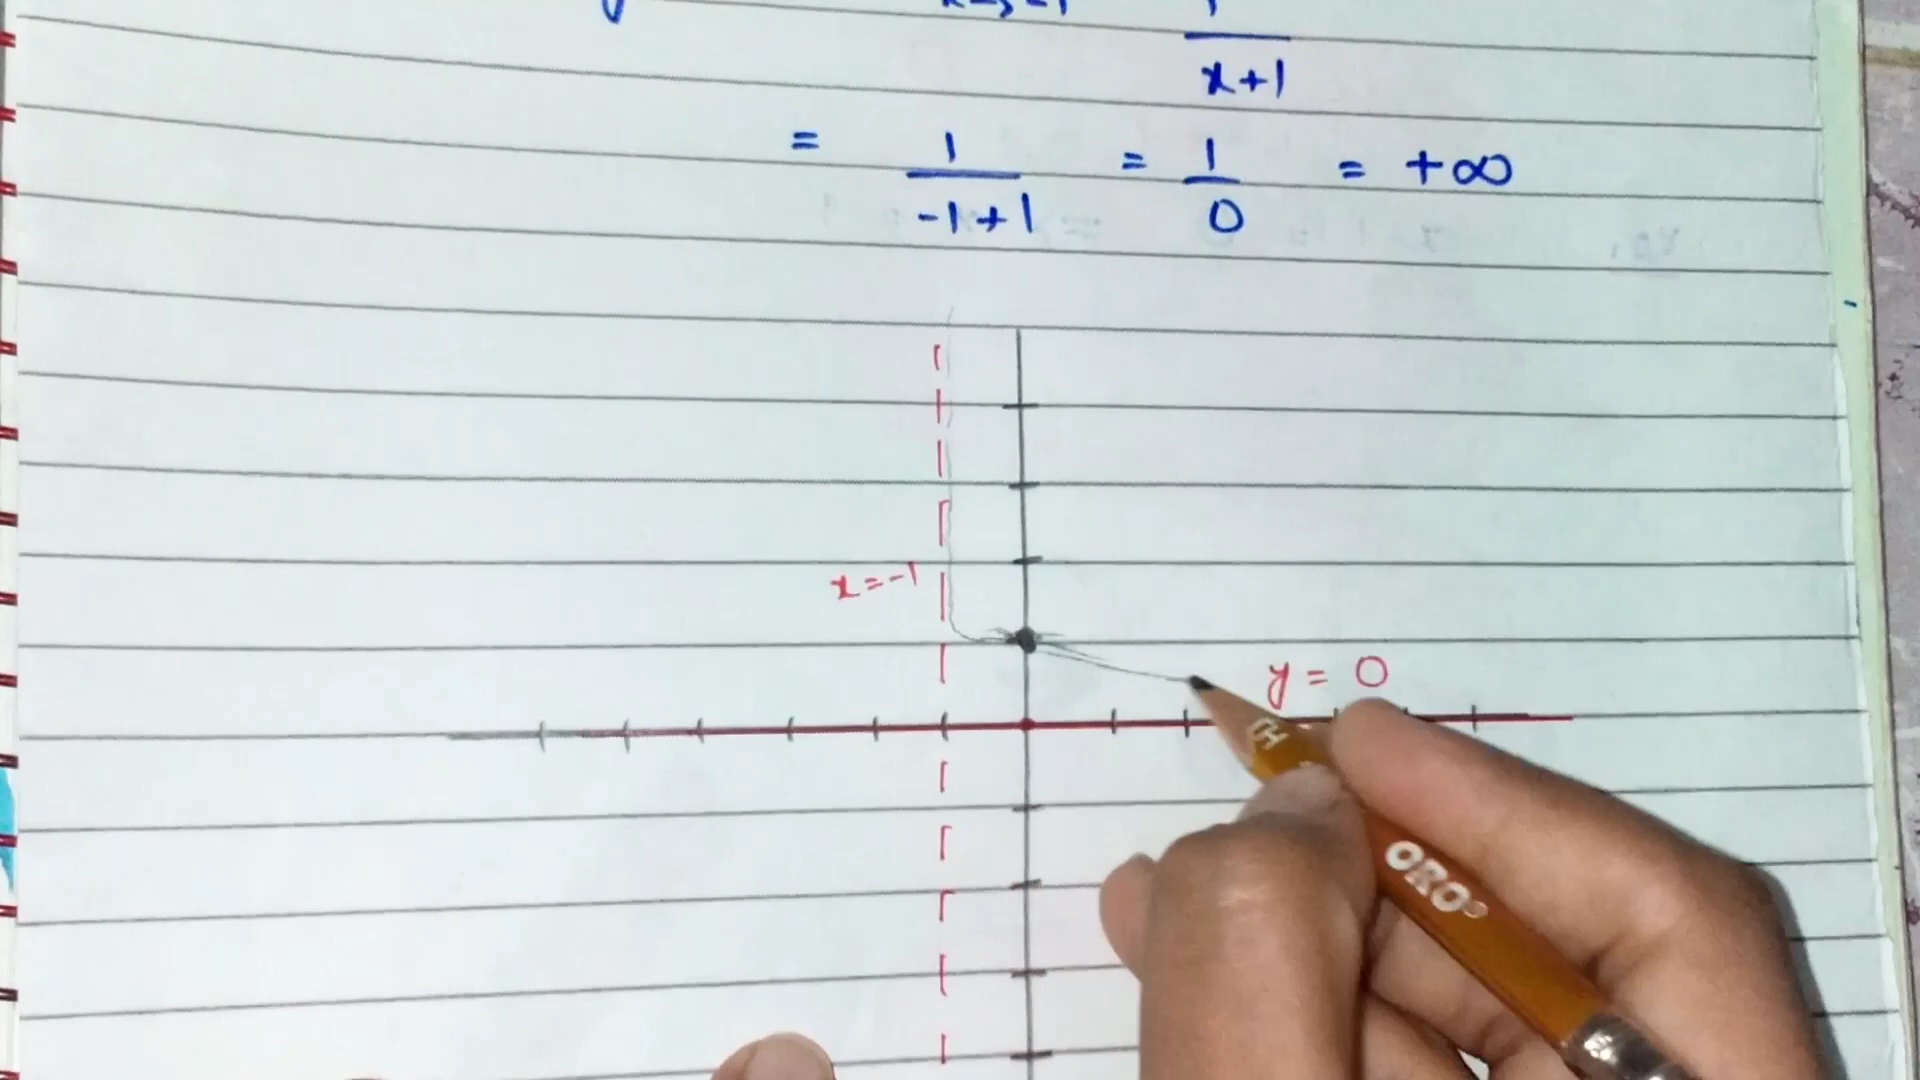 x+1
= 1/(-1+1) = 1/0 = +∞
x=-1
y = 0
ORO